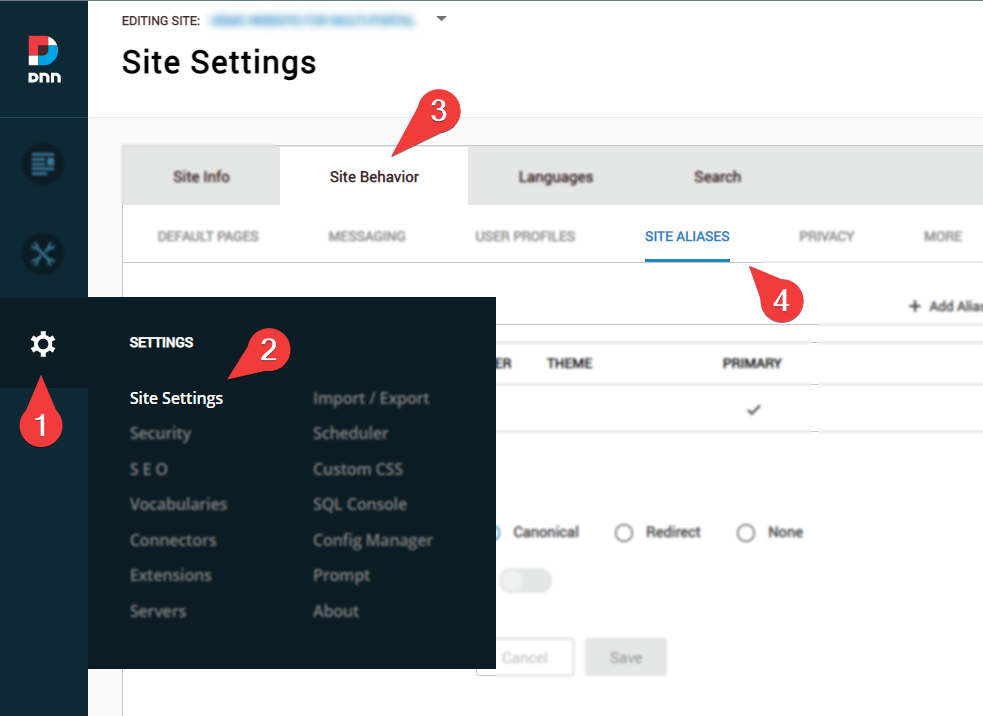 EDITING SITE:
Site Settings
DNN
3
Site Info Site Behavior Languages Search
DEFAULT PAGES MESSAGING USER PROFILES SITE ALIASES PRIVACY MORE
4
+ Add Alias
ER THEME PRIMARY
SETTINGS
2
1
Site Settings Import / Export
Security Scheduler
S E O Custom CSS
Vocabularies SQL Console
Connectors Config Manager
Extensions Prompt
Servers About
Canonical Redirect None
Cancel Save